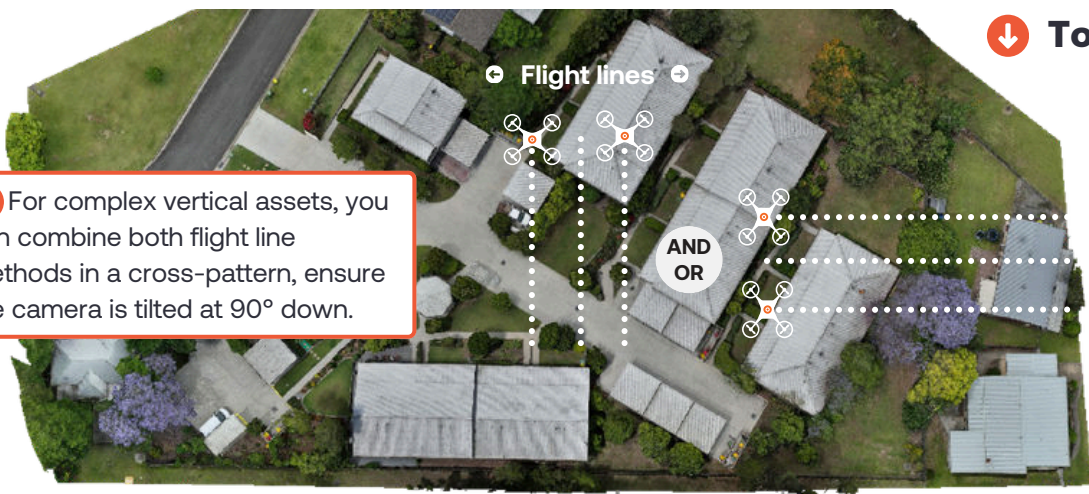 To
Flight lines
For complex vertical assets, you
combine both flight line
in a cross-pattern, ensure
camera is tilted at 90° down.
AND
OR